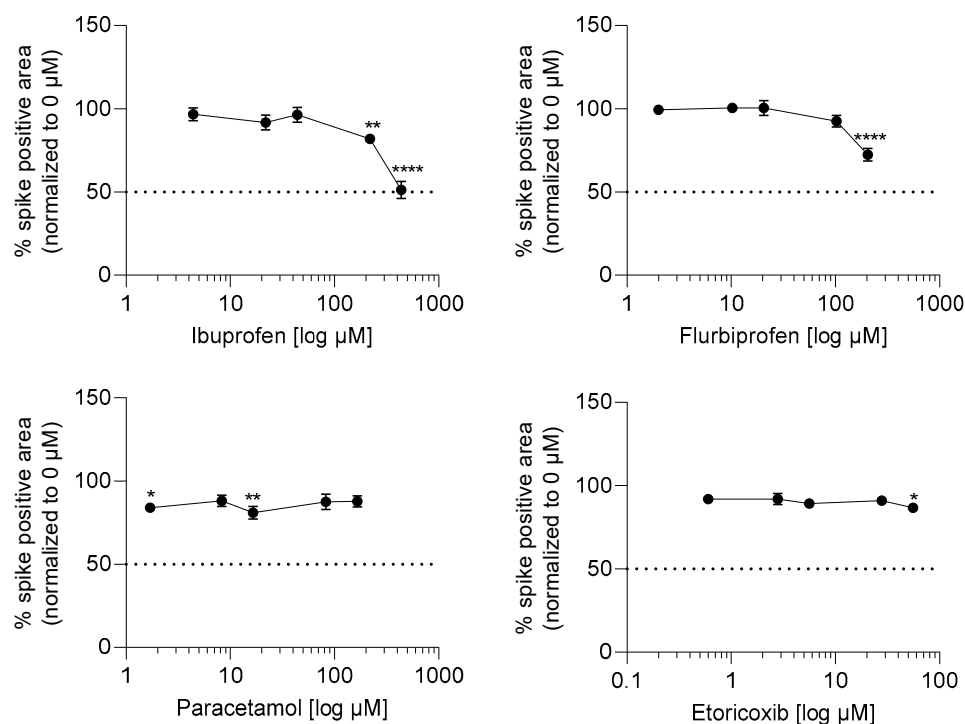 150
100
50
0
% spike positive area
(normalized to 0 µM)
**
****
1 10 100 1000
Ibuprofen [log µM]
150
100
50
0
% spike positive area
(normalized to 0 µM)
****
1 10 100 1000
Flurbiprofen [log µM]
150
100
50
0
% spike positive area
(normalized to 0 µM)
*
**
1 10 100 1000
Paracetamol [log µM]
150
100
50
0
% spike positive area
(normalized to 0 µM)
*
0.1 1 10 100
Etoricoxib [log µM]